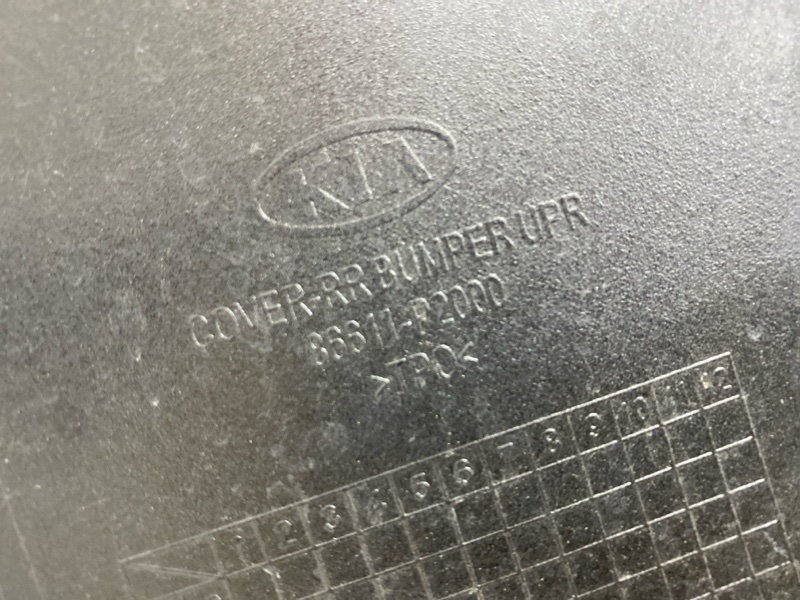 KIA
COVER-RR BUMPER UPR
86611-P2000
>TPO<
1 2 3 4 5 6 7 8 9 10 11 12